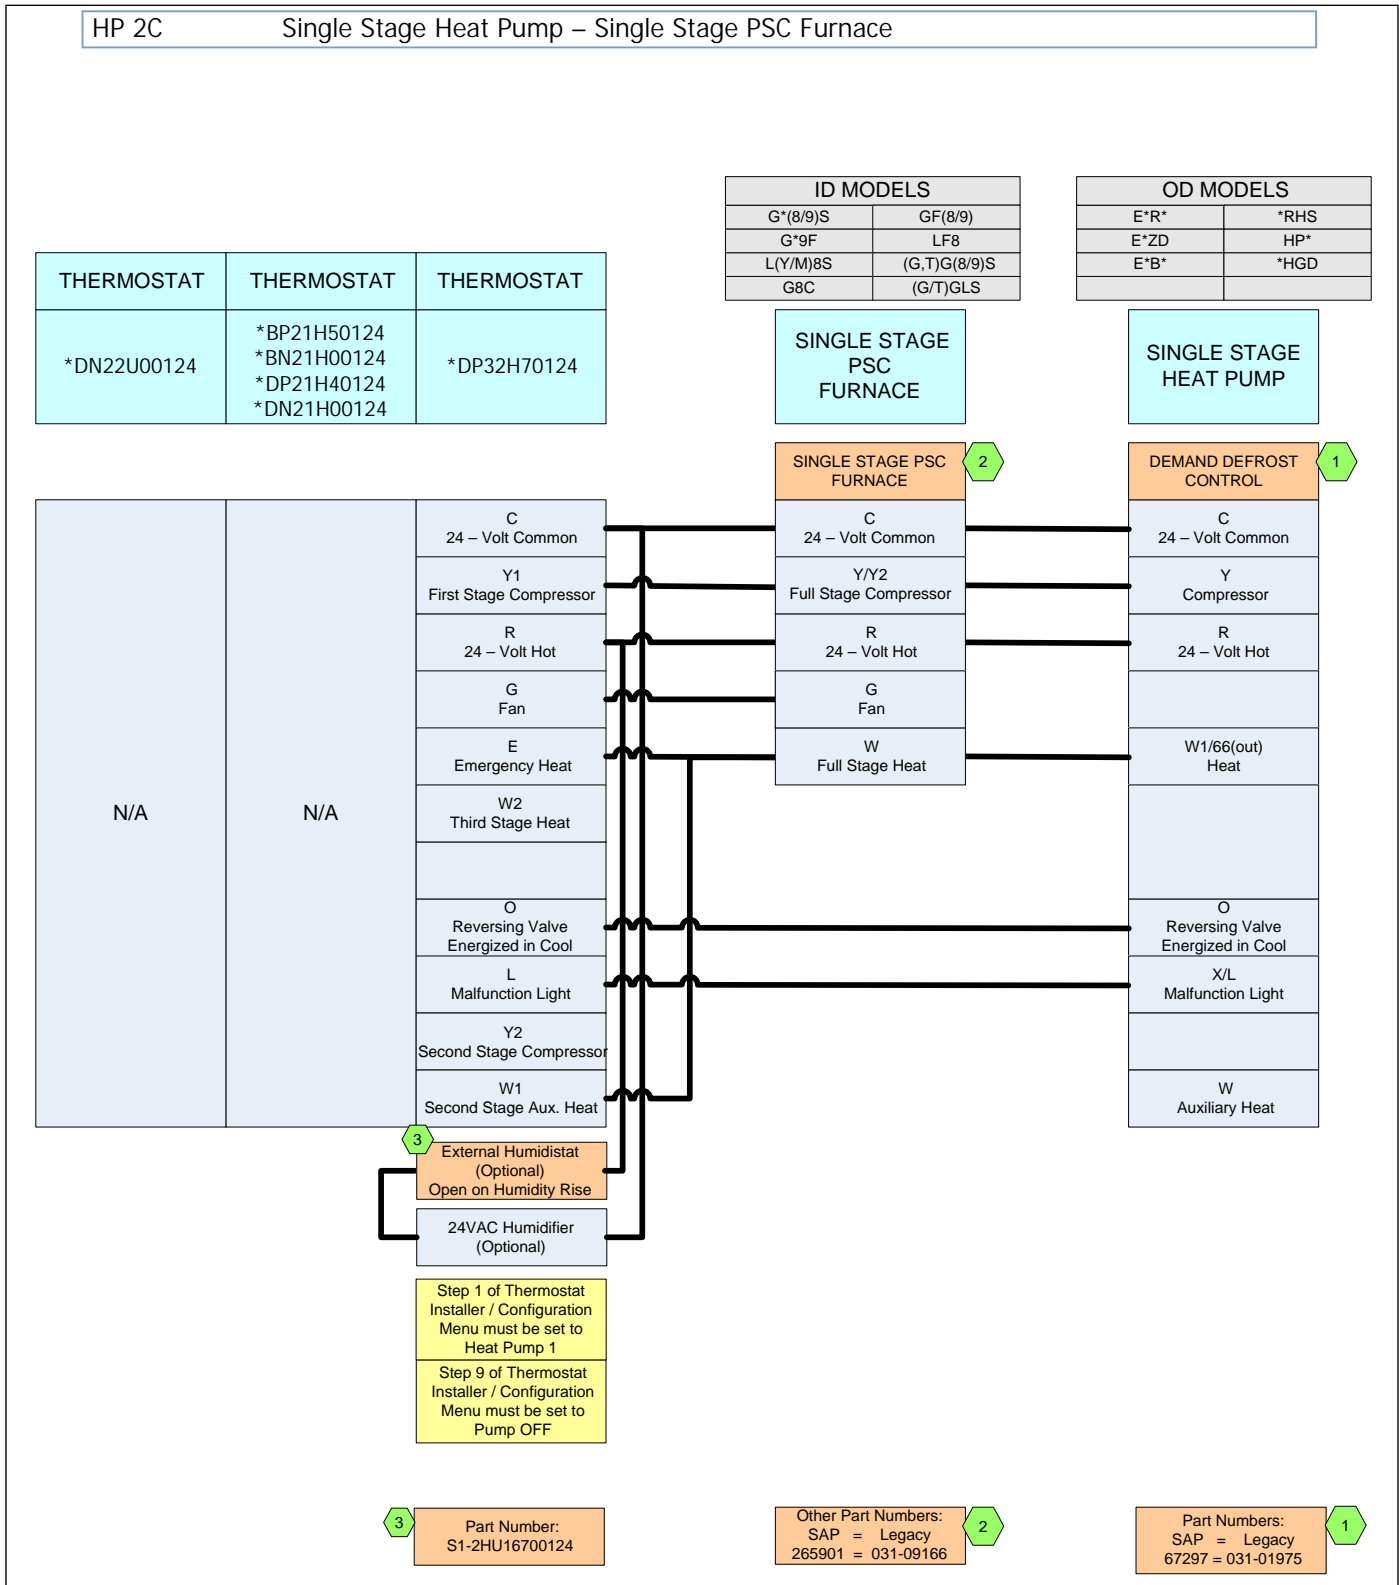 HP 2C Single Stage Heat Pump – Single Stage PSC Furnace
ID MODELS
G*(8/9)S GF(8/9)
G*9F LF8
L(Y/M)8S (G,T)G(8/9)S
G8C (G/T)GLS
OD MODELS
E*R* *RHS
E*ZD HP*
E*B* *HGD
THERMOSTAT THERMOSTAT THERMOSTAT
*DN22U00124
*BP21H50124
*BN21H00124
*DP21H40124
*DN21H00124
*DP32H70124
SINGLE STAGE
PSC
FURNACE
SINGLE STAGE
HEAT PUMP
SINGLE STAGE PSC
FURNACE
2
DEMAND DEFROST
CONTROL
1
N/A
N/A
C
24 – Volt Common
Y1
First Stage Compressor
R
24 – Volt Hot
G
Fan
E
Emergency Heat
W2
Third Stage Heat
O
Reversing Valve
Energized in Cool
L
Malfunction Light
Y2
Second Stage Compressor
W1
Second Stage Aux. Heat
C
24 – Volt Common
Y/Y2
Full Stage Compressor
R
24 – Volt Hot
G
Fan
W
Full Stage Heat
C
24 – Volt Common
Y
Compressor
R
24 – Volt Hot
W1/66(out)
Heat
O
Reversing Valve
Energized in Cool
X/L
Malfunction Light
W
Auxiliary Heat
3
External Humidistat
(Optional)
Open on Humidity Rise
24VAC Humidifier
(Optional)
Step 1 of Thermostat
Installer / Configuration
Menu must be set to
Heat Pump 1
Step 9 of Thermostat
Installer / Configuration
Menu must be set to
Pump OFF
3
Part Number:
S1-2HU16700124
Other Part Numbers:
SAP = Legacy
265901 = 031-09166
2
Part Numbers:
SAP = Legacy
67297 = 031-01975
1